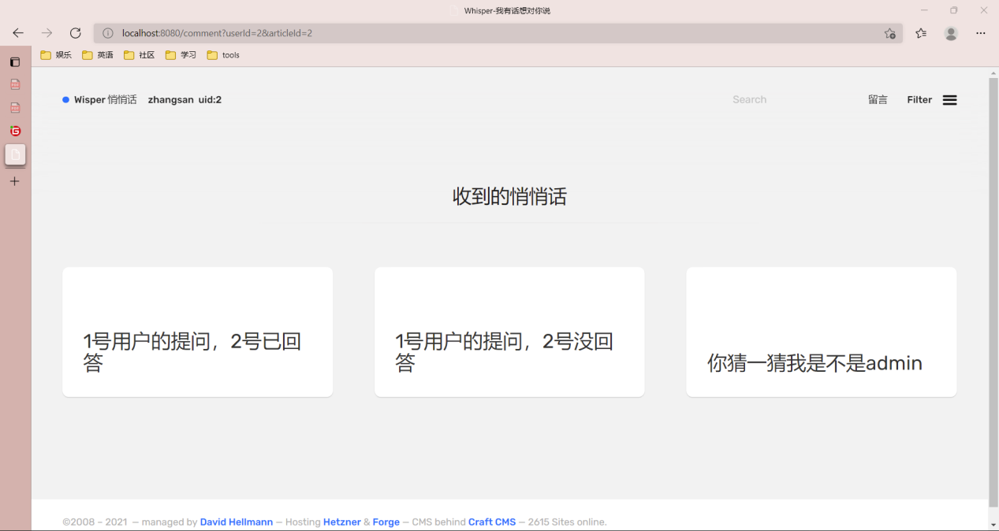 Whisper-我有话想对你说
localhost:8080/comment?userId=2&articleId=2
娱乐 英语 社区 学习 tools
Wisper 悄悄话 zhangsan uid:2 Search 留言 Filter
收到的悄悄话
1号用户的提问，2号已回
答
1号用户的提问，2号没回
答
你猜一猜我是不是admin
©2008 – 2021 — managed by David Hellmann — Hosting Hetzner & Forge — CMS behind Craft CMS — 2615 Sites online.